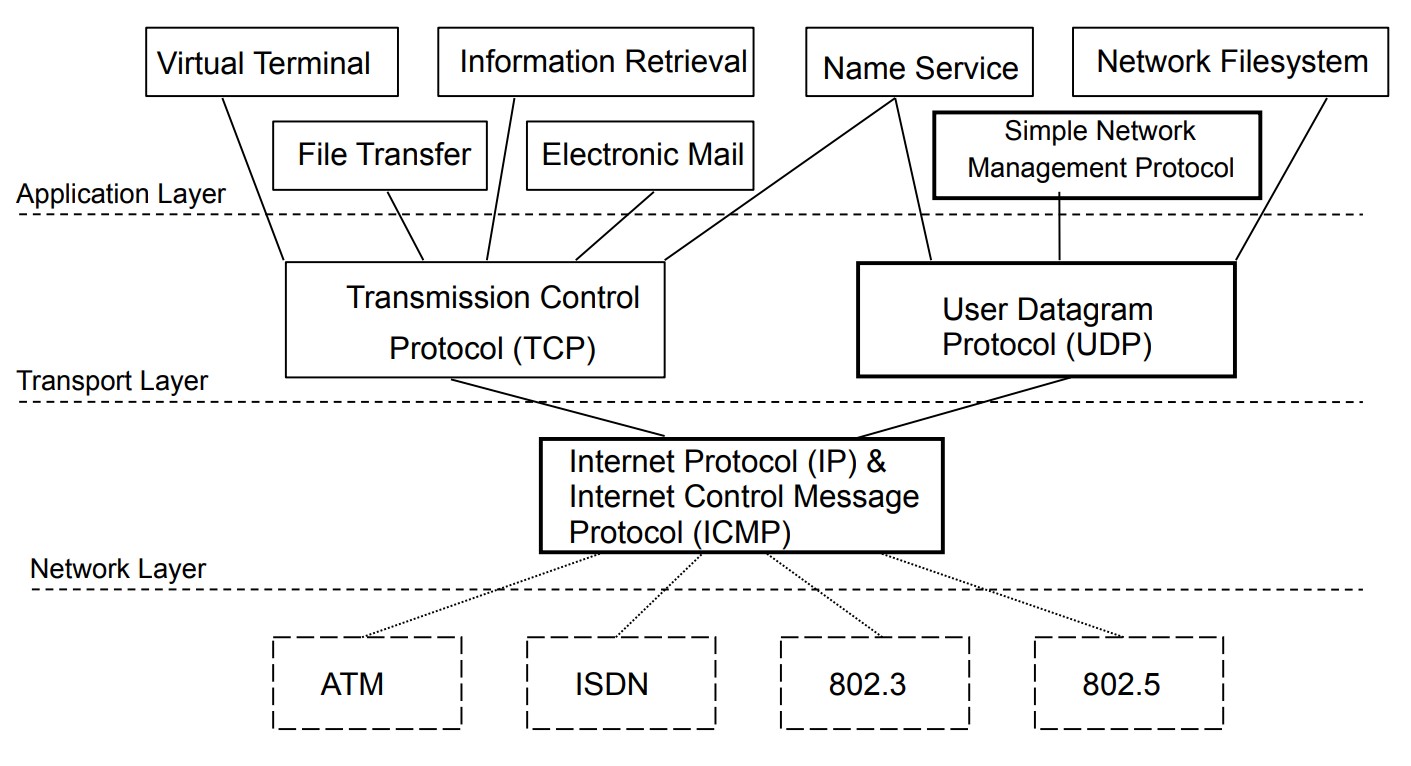 Virtual Terminal
Information Retrieval
Name Service
Network Filesystem
File Transfer
Electronic Mail
Simple Network
Management Protocol
Application Layer
Transmission Control
Protocol (TCP)
User Datagram
Protocol (UDP)
Transport Layer
Internet Protocol (IP) &
Internet Control Message
Protocol (ICMP)
Network Layer
ATM
ISDN
802.3
802.5